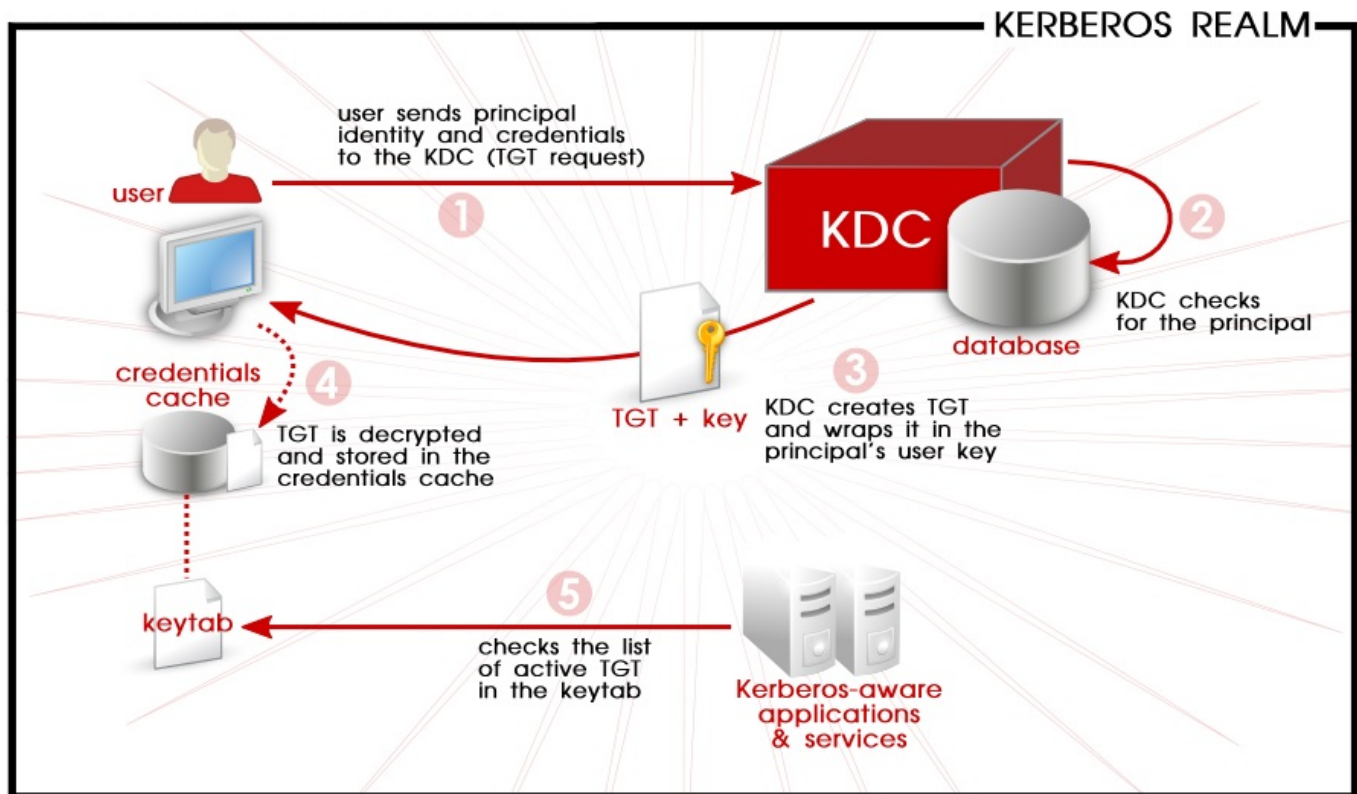 KERBEROS REALM
user sends principal
identity and credentials
to the KDC (TGT request)
user
1
KDC
2
KDC checks
for the principal
database
credentials
cache
4
TGT is decrypted
and stored in the
credentials cache
TGT + key
3
KDC creates TGT
and wraps it in the
principal's user key
keytab
5
checks the list
of active TGT
in the keytab
Kerberos-aware
applications
& services